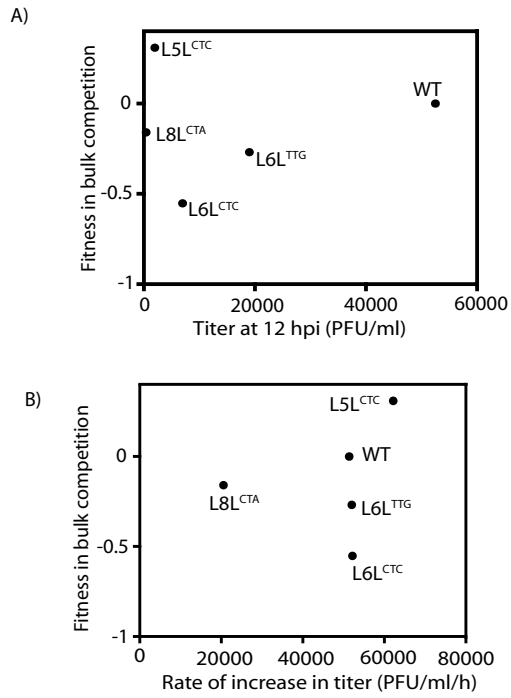 A)
Fitness in bulk competition
0
-0.5
-1
L5L^CTC
WT
L8L^CTA
L6L^TTG
L6L^CTC
0 20000 40000 60000
Titer at 12 hpi (PFU/ml)
B)
Fitness in bulk competition
0
-0.5
-1
L5L^CTC
WT
L8L^CTA
L6L^TTG
L6L^CTC
0 20000 40000 60000 80000
Rate of increase in titer (PFU/ml/h)